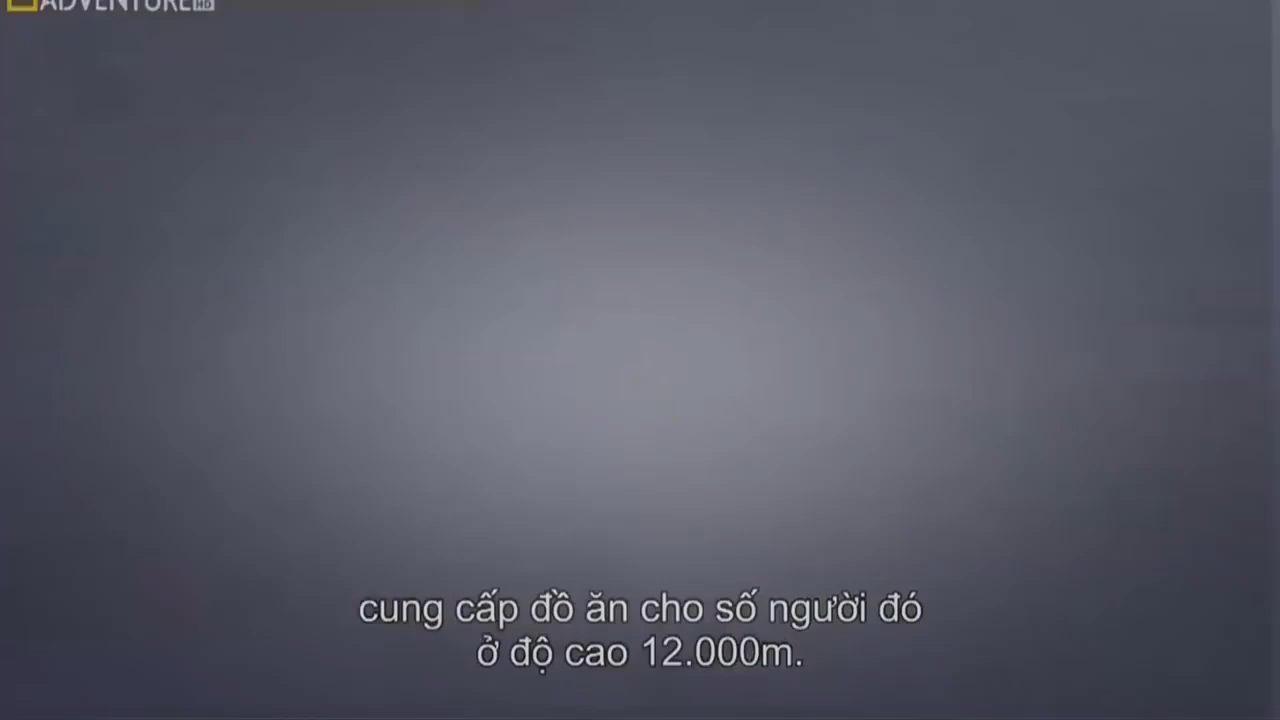 ADVENTURE HD
cung cấp đồ ăn cho số người đó
ở độ cao 12.000m.